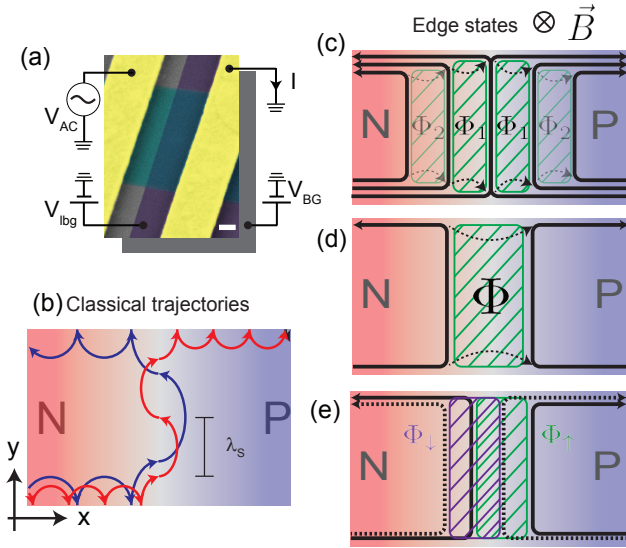 Edge states ⊗ B⃗
(a)
V_AC
I
V_lbg
V_BG
(b) Classical trajectories
N
P
λ_S
y
x
(c)
N
Φ_2
Φ_1
Φ_1
Φ_2
P
(d)
N
Φ
P
(e)
N
Φ_↓
Φ_↑
P